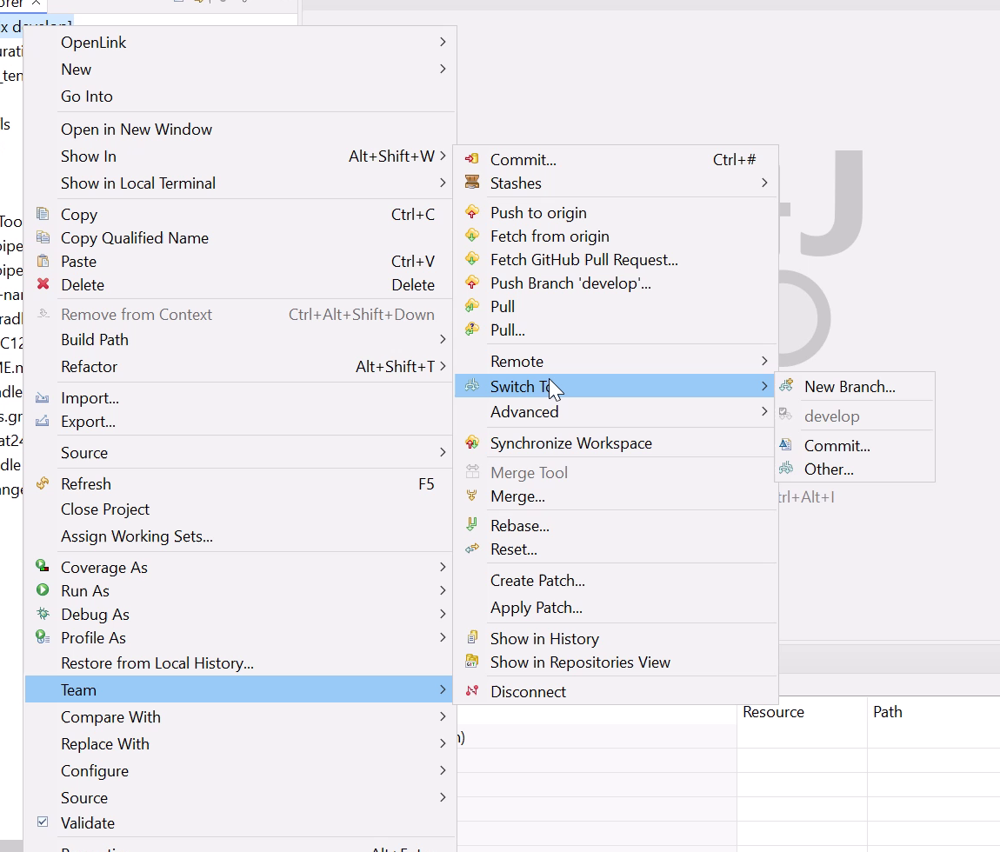 x develop]
OpenLink
New
Go Into
Open in New Window
Show In Alt+Shift+W
Show in Local Terminal
Copy Ctrl+C
Copy Qualified Name
Paste Ctrl+V
Delete Delete
Remove from Context Ctrl+Alt+Shift+Down
Build Path
Refactor Alt+Shift+T
Import...
Export...
Source
Refresh F5
Close Project
Assign Working Sets...
Coverage As
Run As
Debug As
Profile As
Restore from Local History...
Team
Compare With
Replace With
Configure
Source
Validate
Commit... Ctrl+#
Stashes
Push to origin
Fetch from origin
Fetch GitHub Pull Request...
Push Branch 'develop'...
Pull
Pull...
Remote
Switch To
Advanced
Synchronize Workspace
Merge Tool
Merge...
Rebase...
Reset...
Create Patch...
Apply Patch...
Show in History
Show in Repositories View
Disconnect
New Branch...
develop
Commit...
Other...
trl+Alt+I
Resource Path